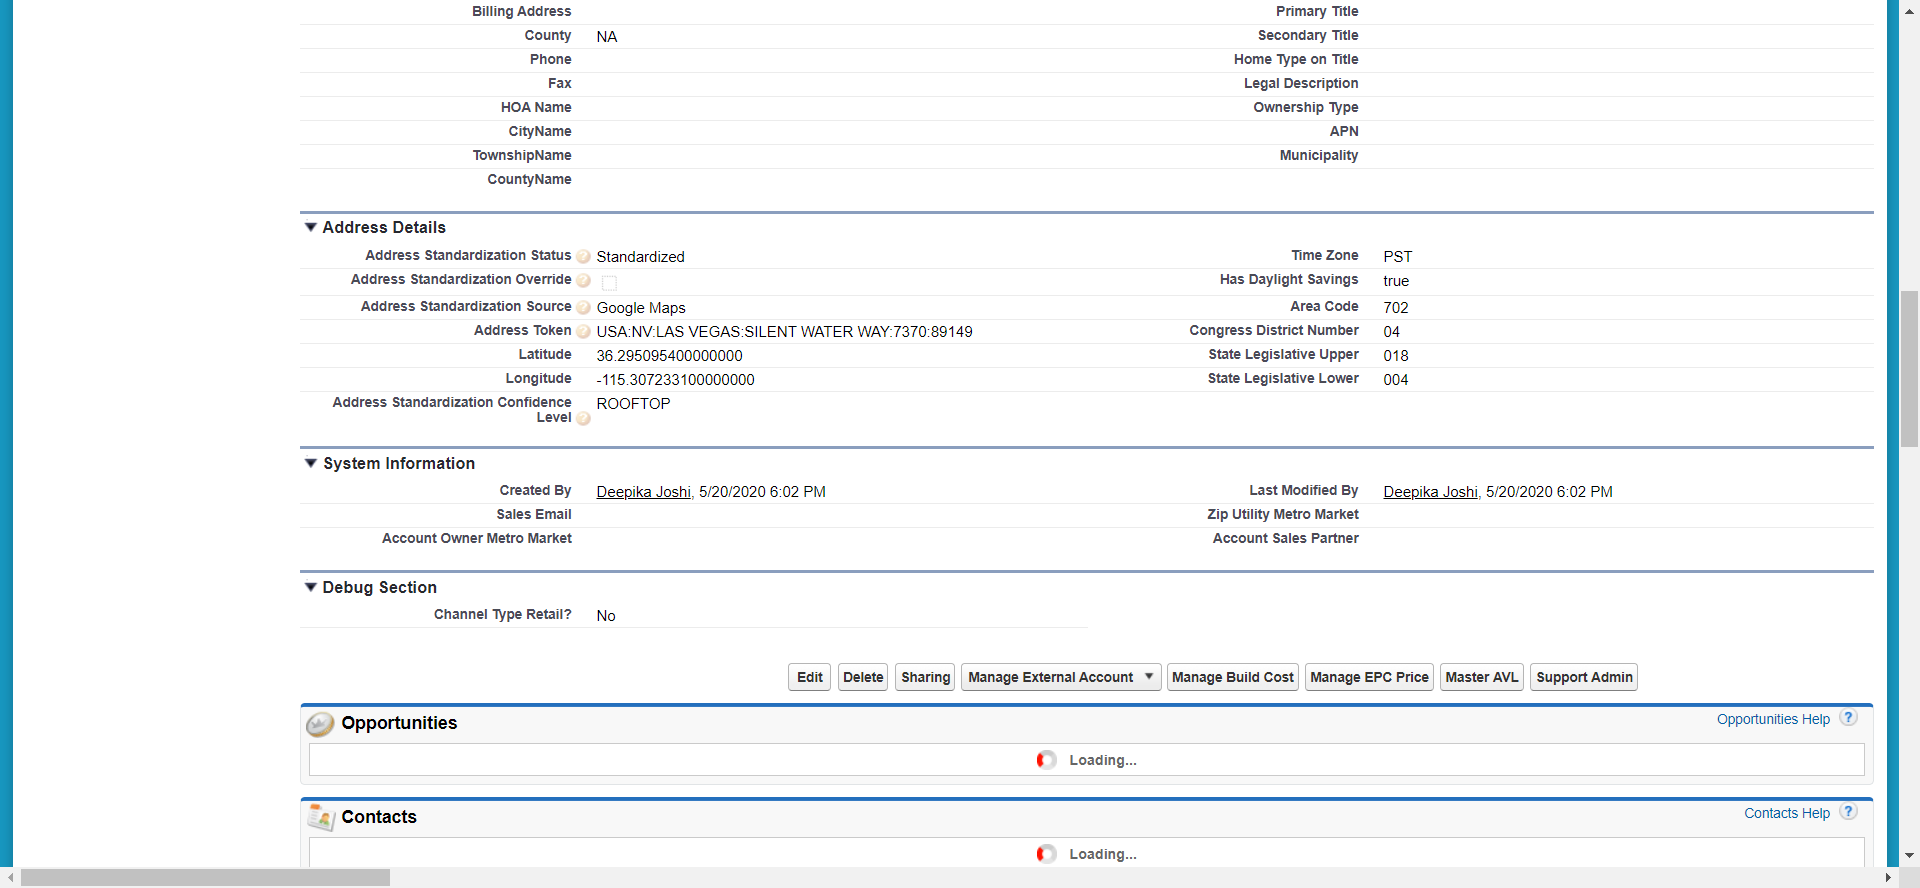 Billing Address Primary Title
County NA Secondary Title
Phone Home Type on Title
Fax Legal Description
HOA Name Ownership Type
CityName APN
TownshipName Municipality
CountyName
Address Details
Address Standardization Status ? Standardized Time Zone PST
Address Standardization Override ? Has Daylight Savings true
Address Standardization Source ? Google Maps Area Code 702
Address Token ? USA:NV:LAS VEGAS:SILENT WATER WAY:7370:89149 Congress District Number 04
Latitude 36.295095400000000 State Legislative Upper 018
Longitude -115.307233100000000 State Legislative Lower 004
Address Standardization Confidence ROOFTOP
Level ?
System Information
Created By Deepika Joshi, 5/20/2020 6:02 PM Last Modified By Deepika Joshi, 5/20/2020 6:02 PM
Sales Email Zip Utility Metro Market
Account Owner Metro Market Account Sales Partner
Debug Section
Channel Type Retail? No
Edit Delete Sharing Manage External Account Manage Build Cost Manage EPC Price Master AVL Support Admin
Opportunities Opportunities Help ?
Loading...
Contacts Contacts Help ?
Loading...